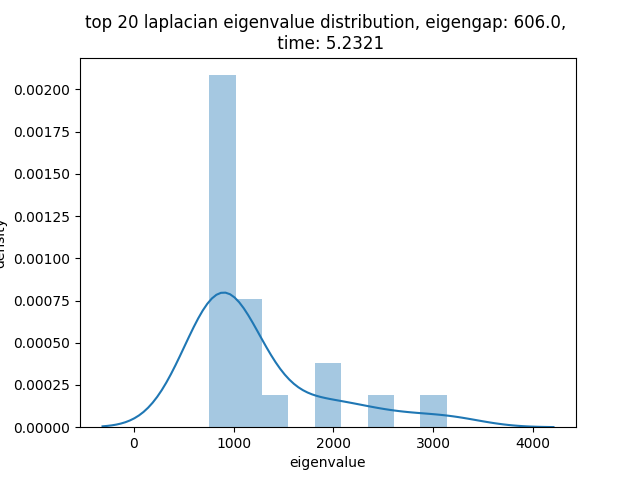 top 20 laplacian eigenvalue distribution, eigengap: 606.0,
time: 5.2321
0.00200
0.00175
0.00150
0.00125
0.00100
0.00075
0.00050
0.00025
0.00000
density
0 1000 2000 3000 4000
eigenvalue